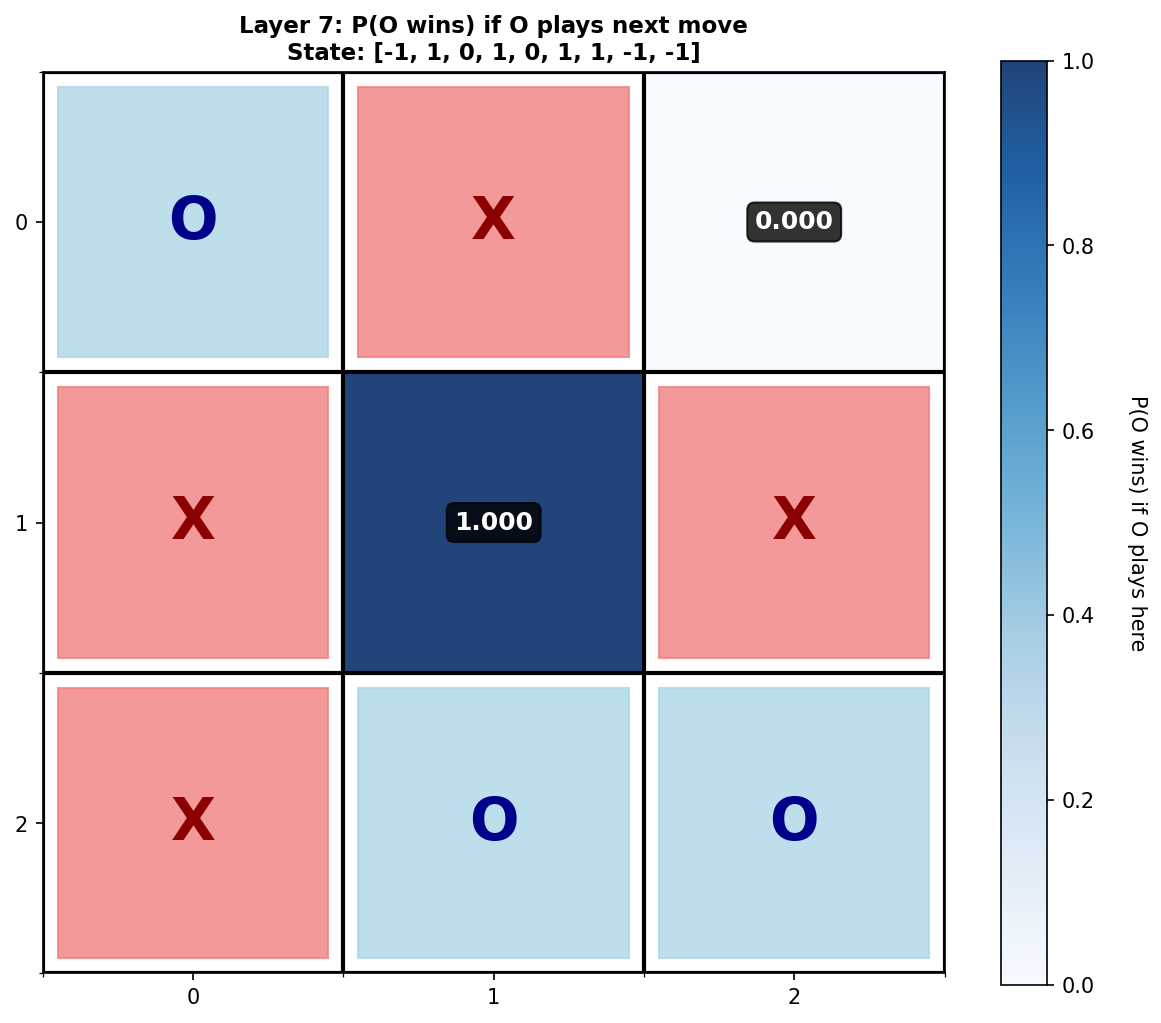 Layer 7: P(O wins) if O plays next move
State: [-1, 1, 0, 1, 0, 1, 1, -1, -1]
O X 0.000
X 1.000 X
X O O
0
1
2
0 1 2
1.0
0.8
0.6
0.4
0.2
0.0
P(O wins) if O plays here